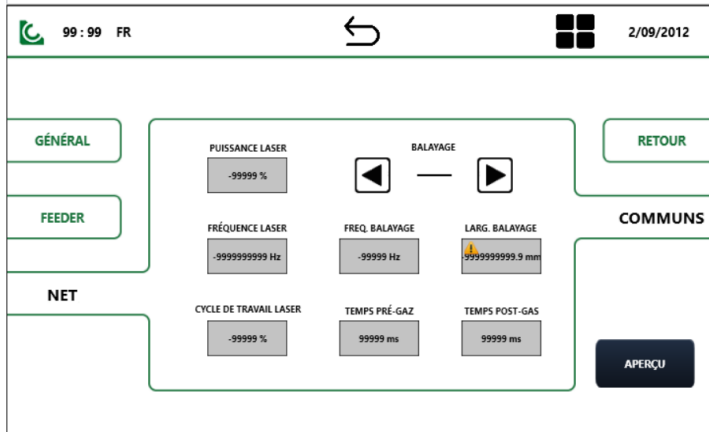 99 : 99 FR 2/09/2012
GÉNÉRAL
RETOUR
PUISSANCE LASER
-99999 %
BALAYAGE
FEEDER
COMMUNS
FRÉQUENCE LASER
-9999999999 Hz
FREQ. BALAYAGE
-99999 Hz
LARG. BALAYAGE
-9999999999.9 mm
NET
CYCLE DE TRAVAIL LASER
-99999 %
TEMPS PRÉ-GAZ
99999 ms
TEMPS POST-GAS
99999 ms
APERÇU